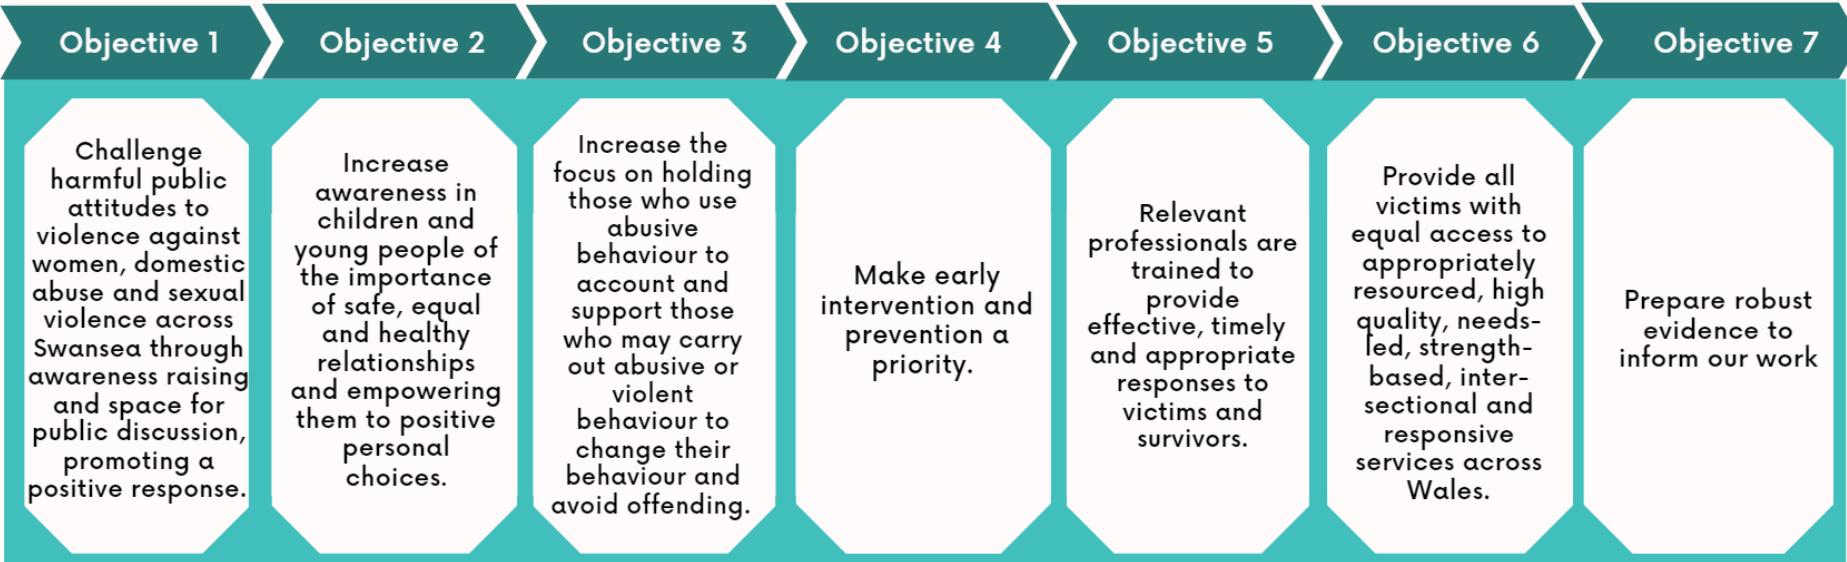 Objective 1
Challenge
harmful public
attitudes to
violence against
women, domestic
abuse and sexual
violence across
Swansea through
awareness raising
and space for
public discussion,
promoting a
positive response.
Objective 2
Increase
awareness in
children and
young people of
the importance
of safe, equal
and healthy
relationships
and empowering
them to positive
personal
choices.
Objective 3
Increase the
focus on holding
those who use
abusive
behaviour to
account and
support those
who may carry
out abusive or
violent
behaviour to
change their
behaviour and
avoid offending.
Objective 4
Make early
intervention and
prevention a
priority.
Objective 5
Relevant
professionals are
trained to
provide
effective, timely
and appropriate
responses to
victims and
survivors.
Objective 6
Provide all
victims with
equal access to
appropriately
resourced, high
quality, needs-
led, strength-
based, inter-
sectional and
responsive
services across
Wales.
Objective 7
Prepare robust
evidence to
inform our work